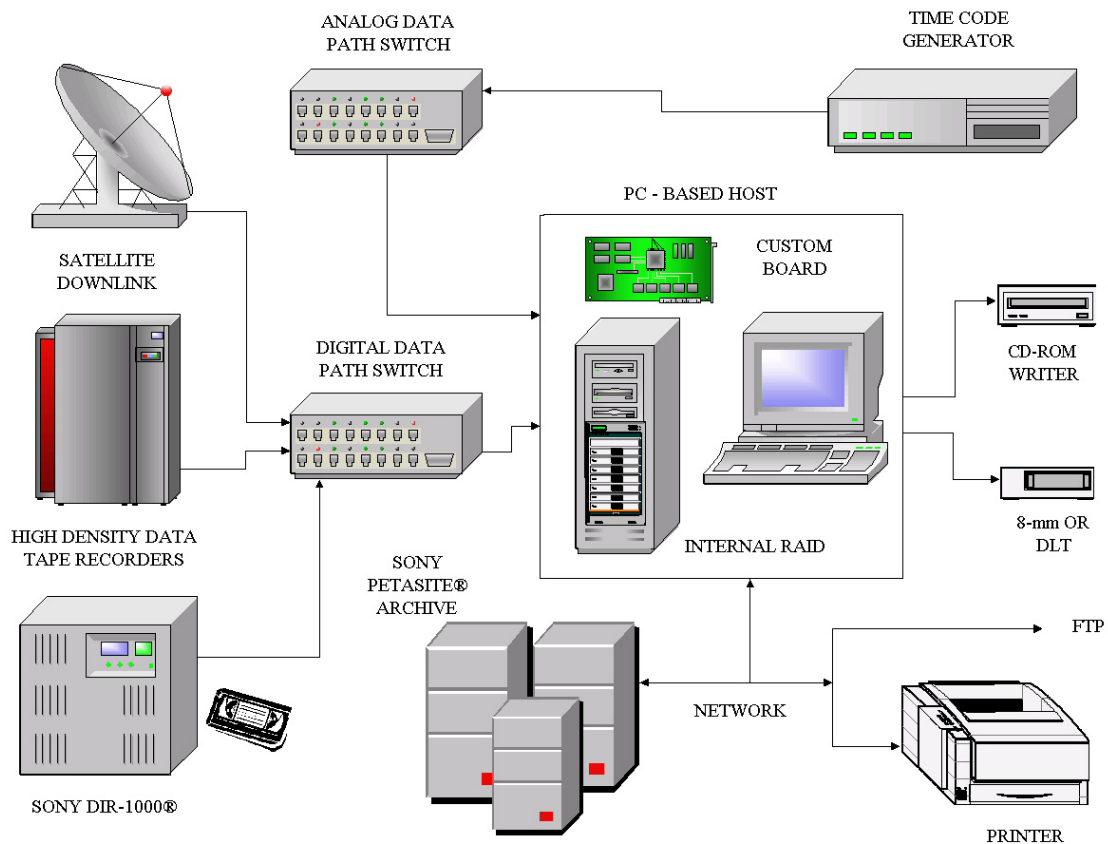 ANALOG DATA
PATH SWITCH
TIME CODE
GENERATOR
PC - BASED HOST
CUSTOM
BOARD
SATELLITE
DOWNLINK
DIGITAL DATA
PATH SWITCH
CD-ROM
WRITER
HIGH DENSITY DATA
TAPE RECORDERS
INTERNAL RAID
8-mm OR
DLT
SONY
PETASITE®
ARCHIVE
FTP
NETWORK
SONY DIR-1000®
PRINTER